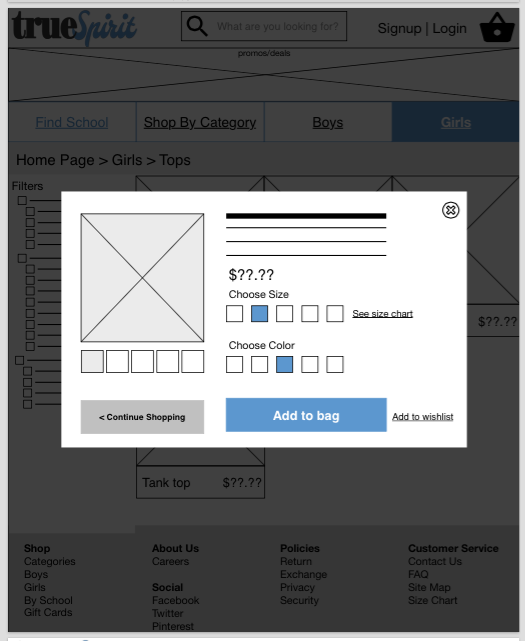 trueSpirit
What are you looking for?
Signup | Login
promos/deals
Find School
Shop By Category
Boys
Girls
Home Page > Girls > Tops
Filters
$??.??
Choose Size
See size chart
$??.??
Choose Color
< Continue Shopping
Add to bag
Add to wishlist
Tank top
$??.??
Shop
Categories
Boys
Girls
By School
Gift Cards
About Us
Careers
Social
Facebook
Twitter
Pinterest
Policies
Return
Exchange
Privacy
Security
Customer Service
Contact Us
FAQ
Site Map
Size Chart